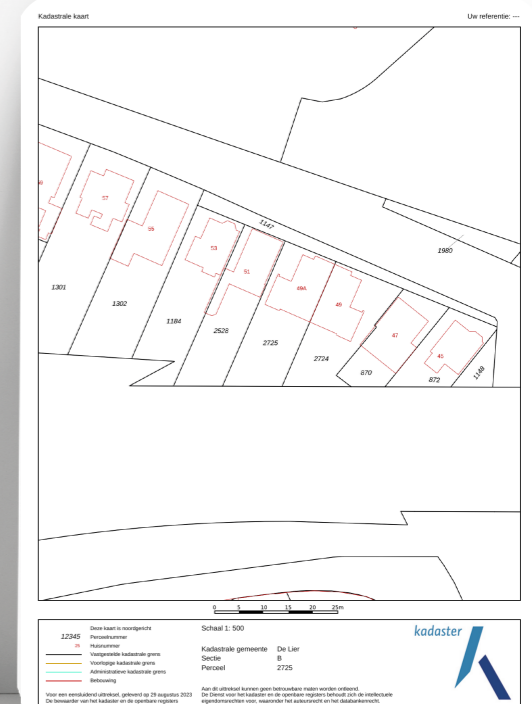 Kadastrale kaart
Uw referentie: ---
57
55
53
51
49A
49
47
45
1147
1980
1301
1302
1184
2528
2725
2724
870
872
1149
0 5 10 15 20 25m
Deze kaart is noordgericht
12345 Perceelnummer
Huisnummer
Vastgestelde kadastrale grens
Voorlopige kadastrale grens
Administratieve kadastrale grens
Bebouwing
Voor een eensluidend uittreksel, geleverd op 29 augustus 2023
De bewaarder van het kadaster en de openbare registers
Schaal 1: 500
Kadastrale gemeente De Lier
Sectie B
Perceel 2725
Aan dit uittreksel kunnen geen betrouwbare maten worden ontleend.
De Dienst voor het kadaster en de openbare registers behoudt zich de intellectuele
eigendomsrechten voor, waaronder het auteursrecht en het databankenrecht.
kadaster